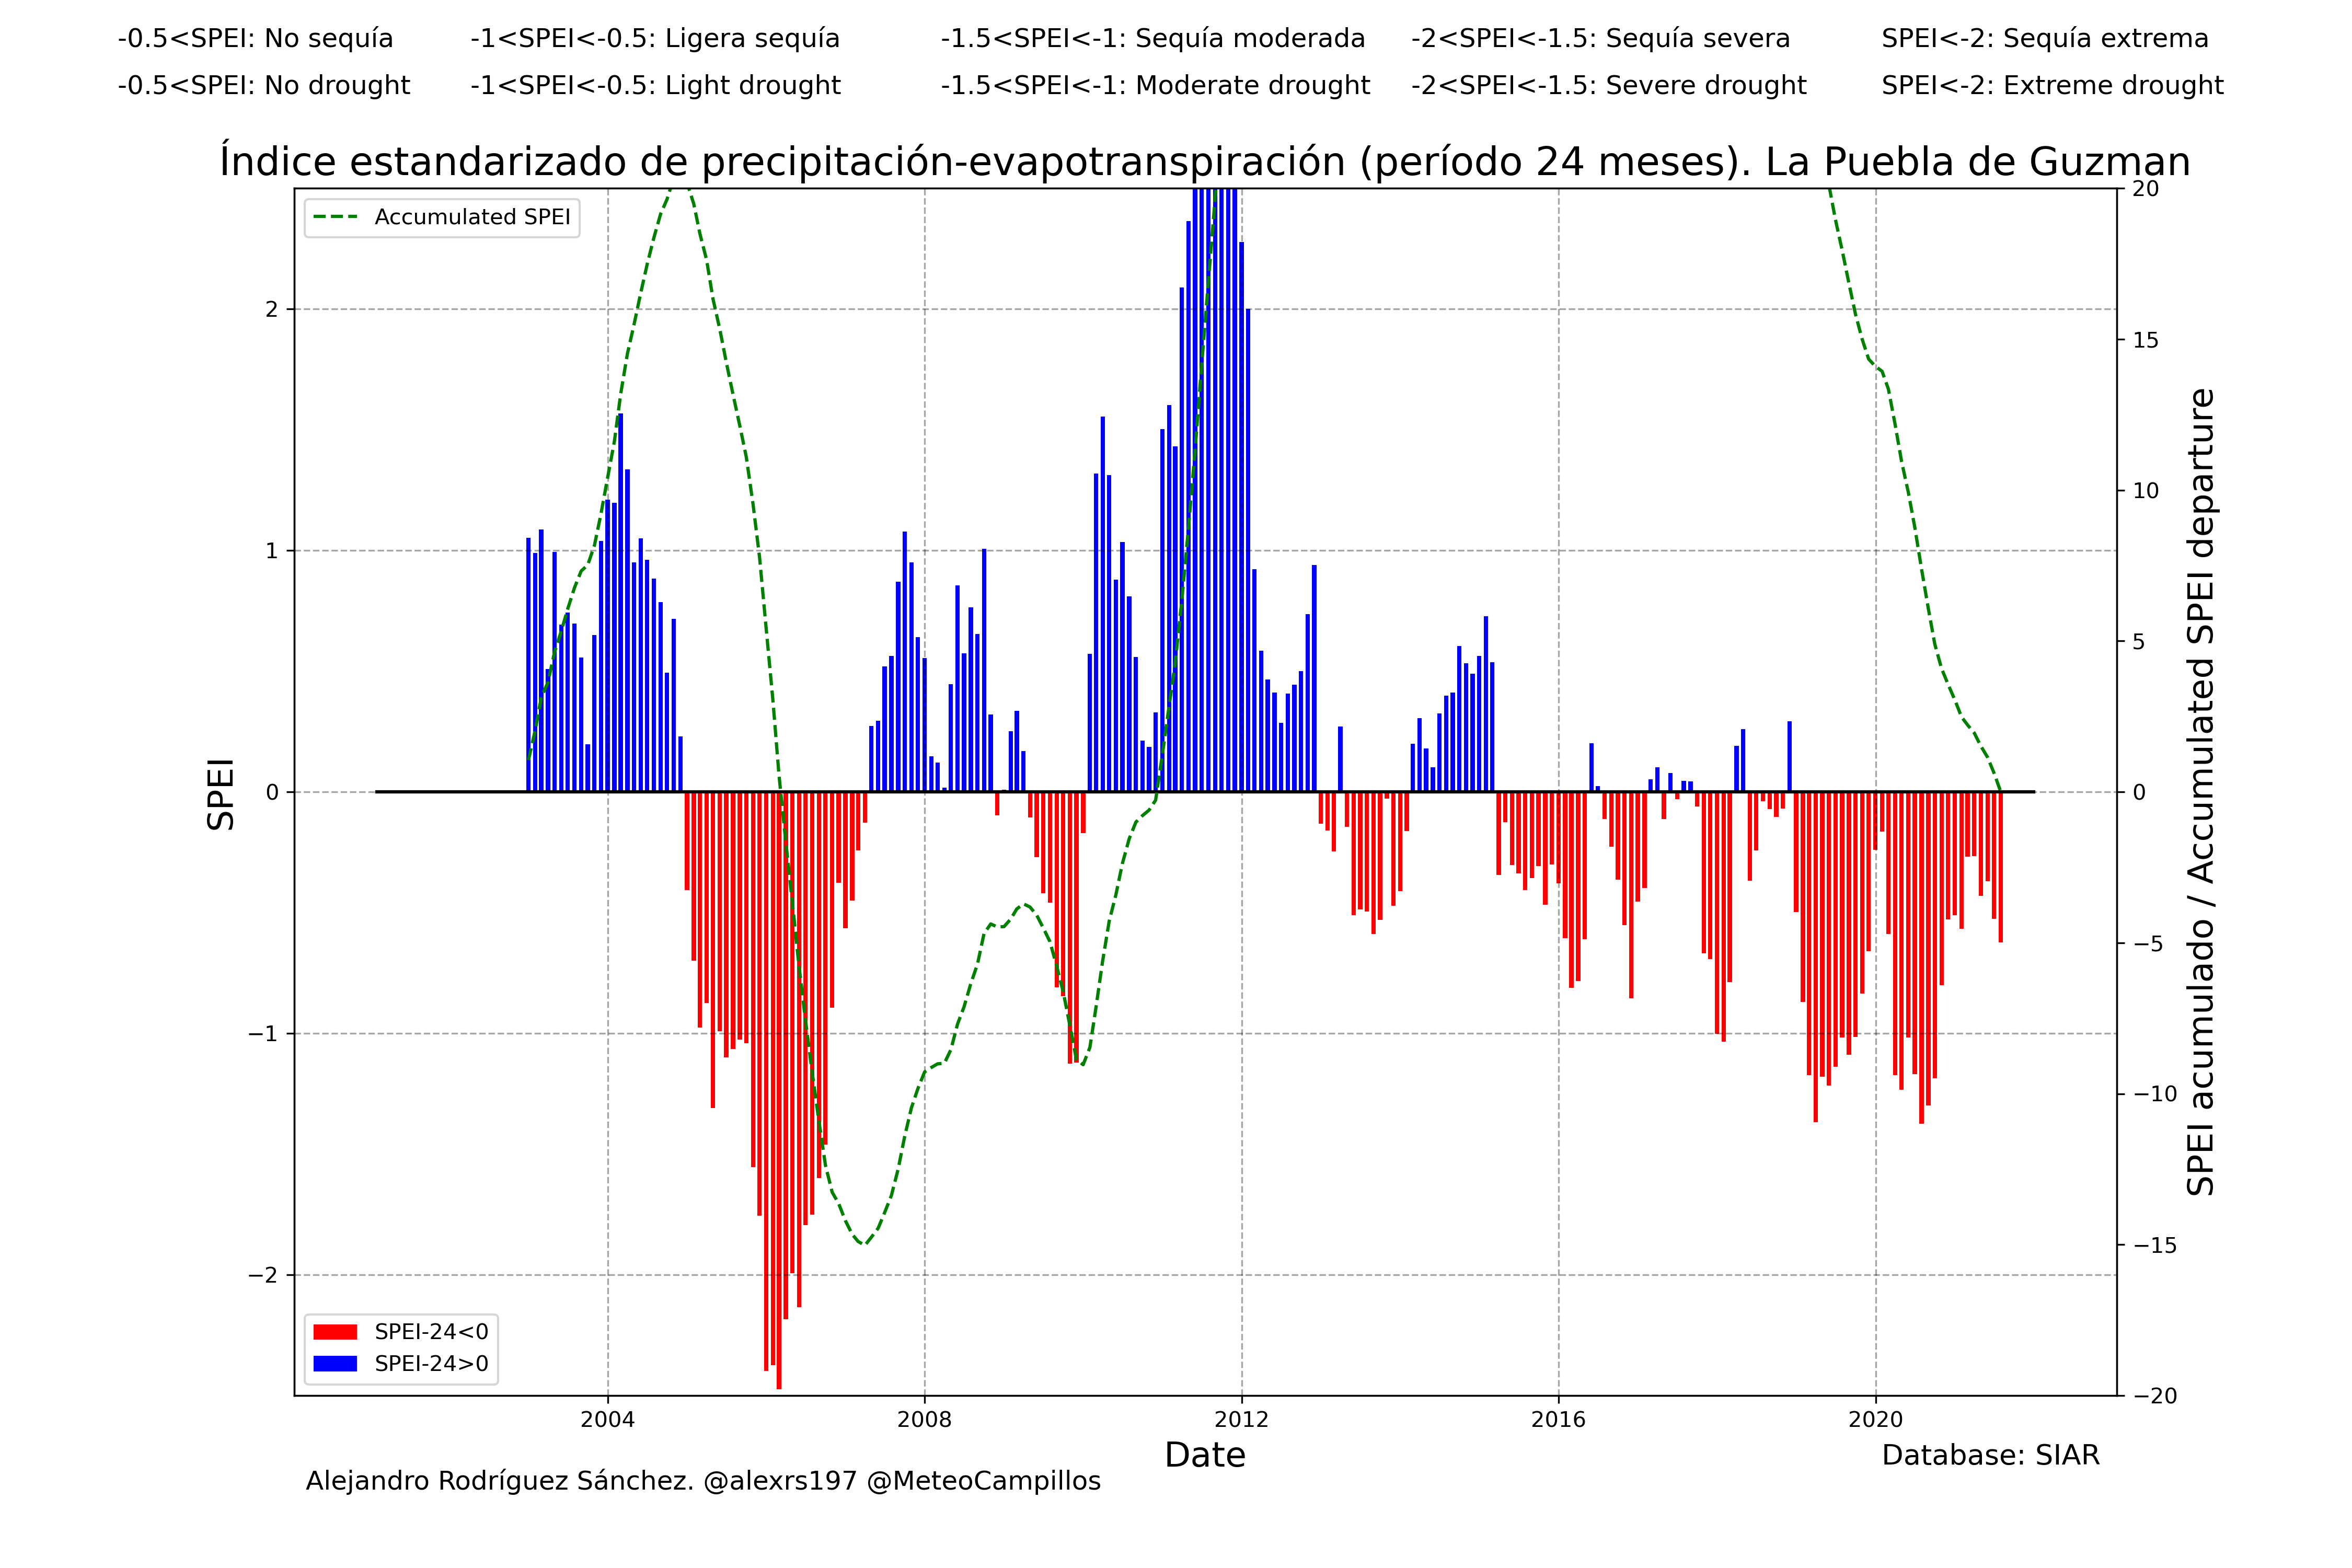 -0.5<SPEI: No sequía -1<SPEI<-0.5: Ligera sequía -1.5<SPEI<-1: Sequía moderada -2<SPEI<-1.5: Sequía severa SPEI<-2: Sequía extrema
-0.5<SPEI: No drought -1<SPEI<-0.5: Light drought -1.5<SPEI<-1: Moderate drought -2<SPEI<-1.5: Severe drought SPEI<-2: Extreme drought
Índice estandarizado de precipitación-evapotranspiración (período 24 meses). La Puebla de Guzman
Accumulated SPEI
2
1
0
−1
−2
SPEI
20
15
10
5
0
−5
−10
−15
−20
SPEI acumulado / Accumulated SPEI departure
SPEI-24<0
SPEI-24>0
2004 2008 2012 2016 2020
Date
Database: SIAR
Alejandro Rodríguez Sánchez. @alexrs197 @MeteoCampillos